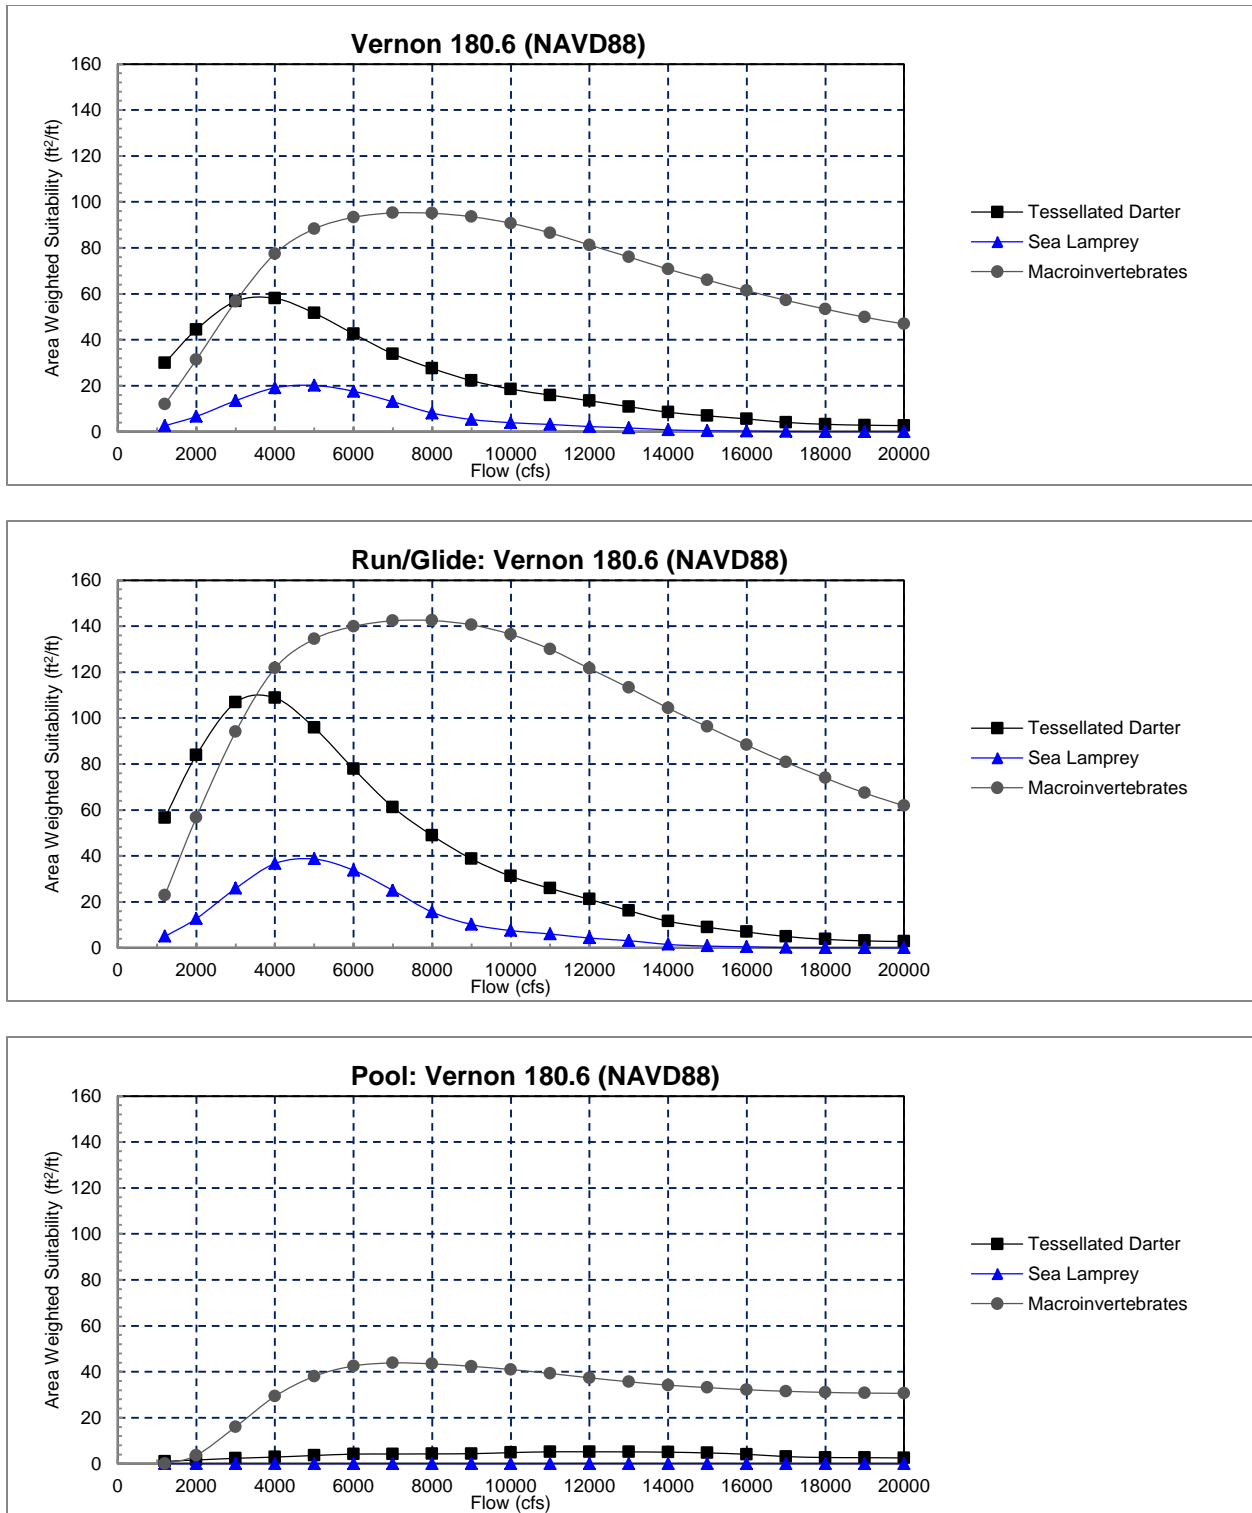 Vernon 180.6 (NAVD88)
160
140
120
100
80
60
40
20
0
Area Weighted Suitability (ft²/ft)
0 2000 4000 6000 8000 10000 12000 14000 16000 18000 20000
Flow (cfs)
Tessellated Darter
Sea Lamprey
Macroinvertebrates
Run/Glide: Vernon 180.6 (NAVD88)
160
140
120
100
80
60
40
20
0
Area Weighted Suitability (ft²/ft)
0 2000 4000 6000 8000 10000 12000 14000 16000 18000 20000
Flow (cfs)
Tessellated Darter
Sea Lamprey
Macroinvertebrates
Pool: Vernon 180.6 (NAVD88)
160
140
120
100
80
60
40
20
0
Area Weighted Suitability (ft²/ft)
0 2000 4000 6000 8000 10000 12000 14000 16000 18000 20000
Flow (cfs)
Tessellated Darter
Sea Lamprey
Macroinvertebrates